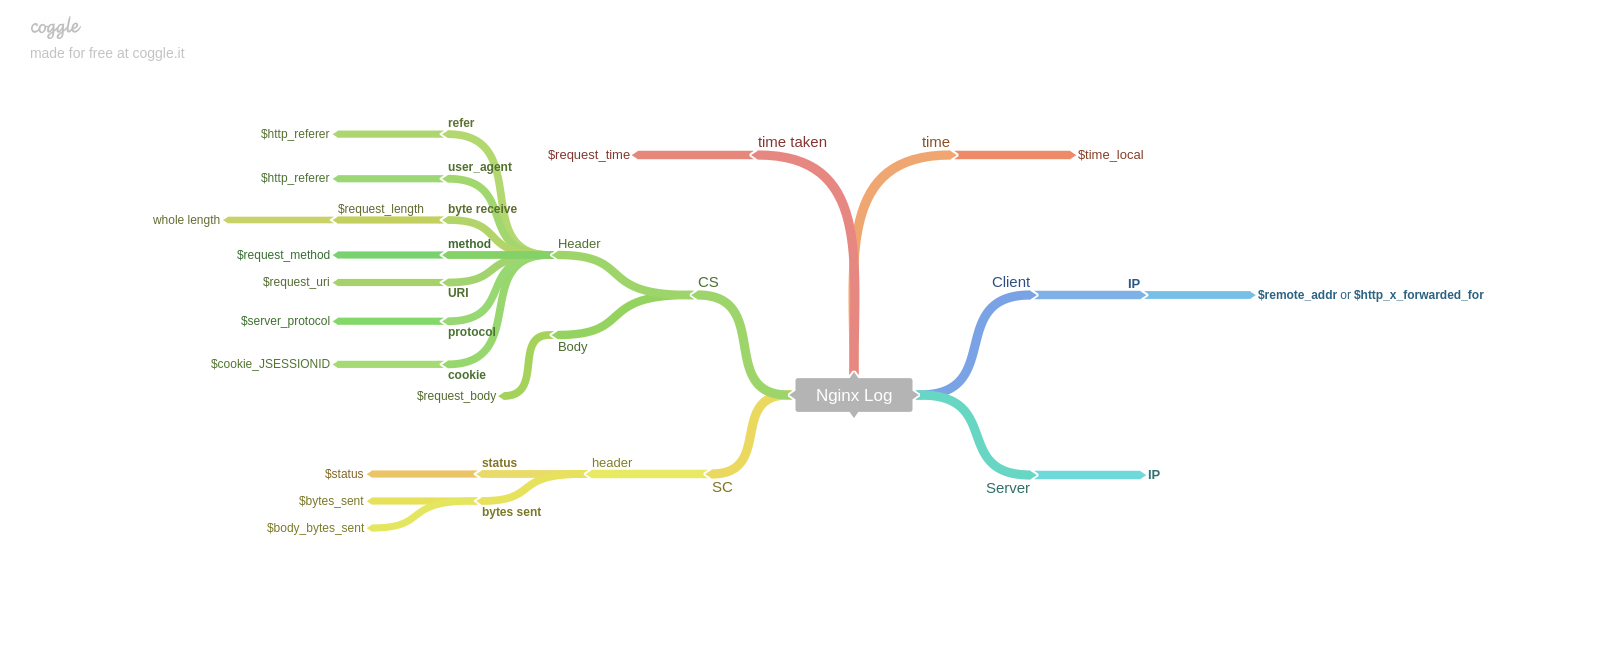 coggle
made for free at coggle.it
refer
$http_referer
time taken
time
$request_time
$time_local
user_agent
$http_referer
byte receive
$request_length
whole length
method
Header
$request_method
$request_uri
URI
CS
Client
IP
$remote_addr or $http_x_forwarded_for
$server_protocol
protocol
Body
$cookie_JSESSIONID
cookie
$request_body
Nginx Log
status
header
$status
SC
Server
IP
$bytes_sent
bytes sent
$body_bytes_sent